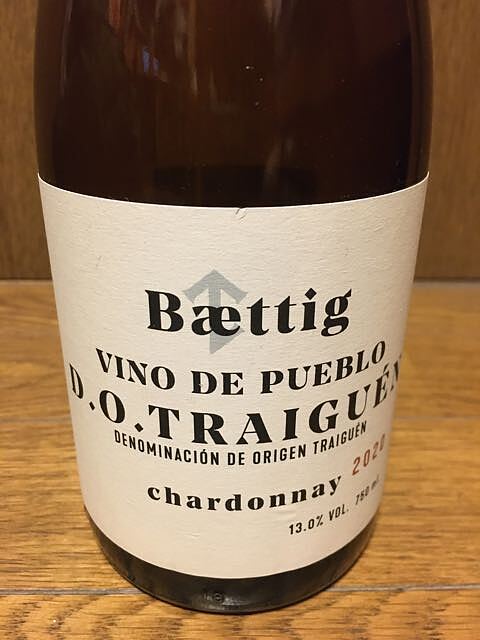 Bættig
VINO DE PUEBLO
D.O.TRAIGUÉN
DENOMINACIÓN DE ORIGEN TRAIGUÉN
chardonnay 2020
13.0% VOL. 750 ml